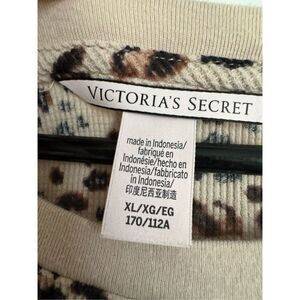 VICTORIA'S SECRET
made in Indonesia/
fabriqué en
Indonésie/hecho en
Indonesia/fabbricato
in Indonesia/
印度尼西亚制造
XL/XG/EG
170/112A